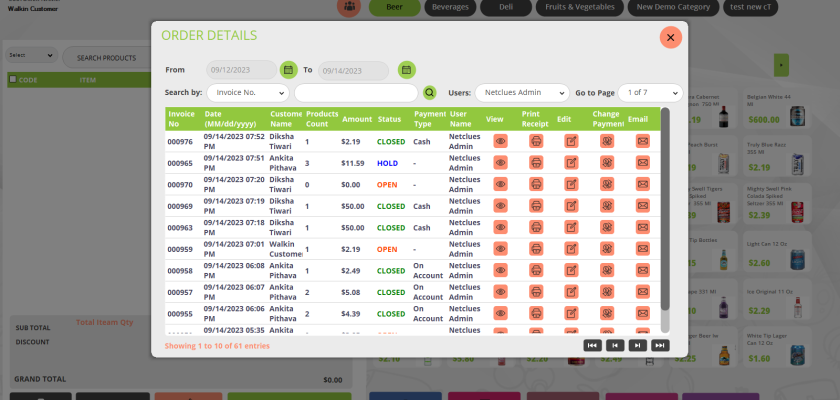 Walkin Customer
Beer
Beverages
Deli
Fruits & Vegetables
New Demo Category
test new cT
ORDER DETAILS
From 09/12/2023 To 09/14/2023
Search by: Invoice No. Users: Netclues Admin Go to Page 1 of 7
Invoice No Date (MM/dd/yyyy) Custome Name Products Count Amount Status Payment Type User Name View Print Receipt Edit Change Payment Email
000976 09/14/2023 07:52 PM Diksha Tiwari 1 $2.19 CLOSED Cash Netclues Admin
000965 09/14/2023 07:51 PM Ankita Pithava 3 $11.59 HOLD - Netclues Admin
000970 09/14/2023 07:20 PM Diksha Tiwari 0 $0.00 OPEN - Netclues Admin
000969 09/14/2023 07:19 PM Diksha Tiwari 1 $50.00 CLOSED Cash Netclues Admin
000963 09/14/2023 07:18 PM Diksha Tiwari 1 $50.00 CLOSED Cash Netclues Admin
000959 09/14/2023 07:01 PM Walkin Custome 1 $2.19 OPEN - Netclues Admin
000958 09/14/2023 06:08 PM Ankita Pithava 1 $2.49 CLOSED On Account Netclues Admin
000957 09/14/2023 06:07 PM Ankita Pithava 2 $5.08 CLOSED On Account Netclues Admin
000955 09/14/2023 06:06 PM Ankita Pithava 2 $4.39 CLOSED On Account Netclues Admin
09/14/2023 05:35 Ankita Netclues
Showing 1 to 10 of 61 entries
Select
SEARCH PRODUCTS
CODE ITEM
SUB TOTAL
Total Iteam Qty
DISCOUNT
GRAND TOTAL $0.00
Belgian White 44 Ml
$600.00
Peach Burst
Truly Blue Razz 355 Ml
$2.19
Swell Tigers Spiked 355 Ml
$2.39
Mighty Swell Pink Colada Spiked Seltzer 355 Ml
$2.39
Tip Bottles
Light Can 12 Oz
$2.60
Ice Original 11 Oz
$2.29
White Tip Lager Can 12 Oz
$1.60